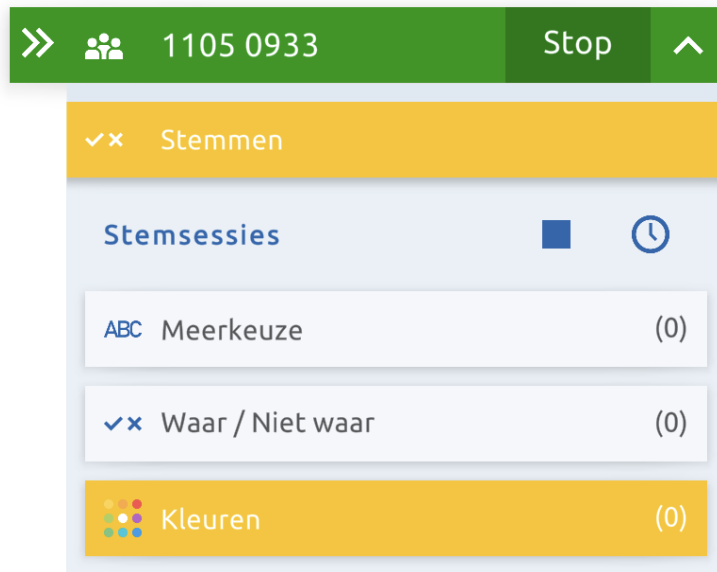 1105 0933 Stop
Stemmen
Stemsessies
ABC Meerkeuze (0)
Waar / Niet waar (0)
Kleuren (0)